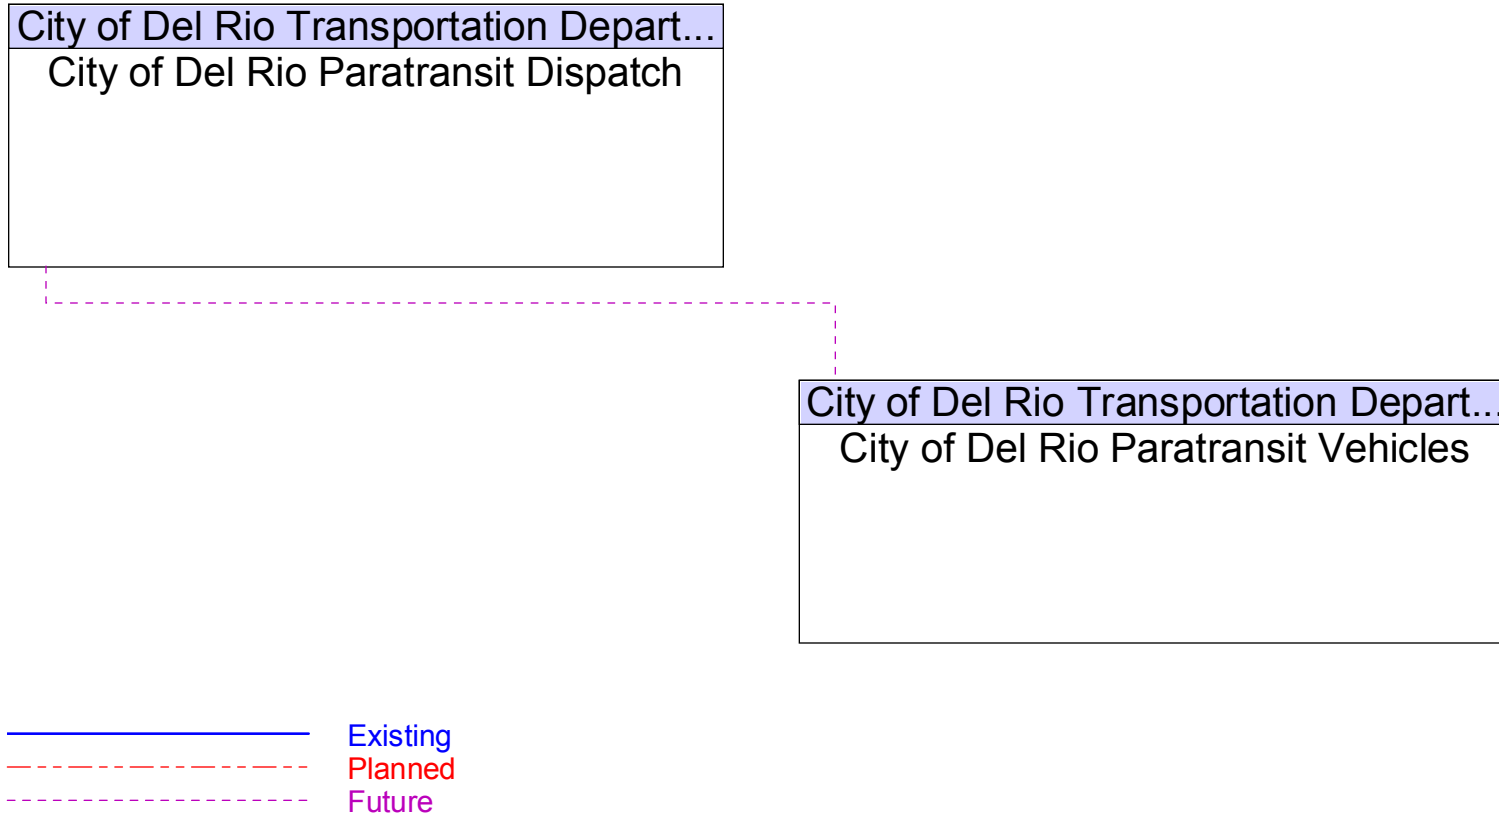 City of Del Rio Transportation Depart...
City of Del Rio Paratransit Dispatch
City of Del Rio Transportation Depart...
City of Del Rio Paratransit Vehicles
Existing
Planned
Future